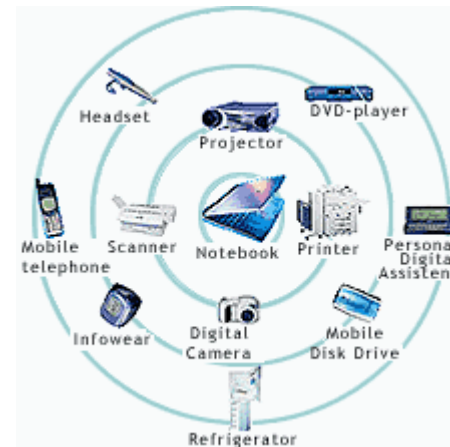 Headset
DVD-player
Projector
Mobile
telephone
Scanner
Notebook
Printer
Persona
Digita
Assisten
Infowear
Digital
Camera
Mobile
Disk Drive
Refrigerator